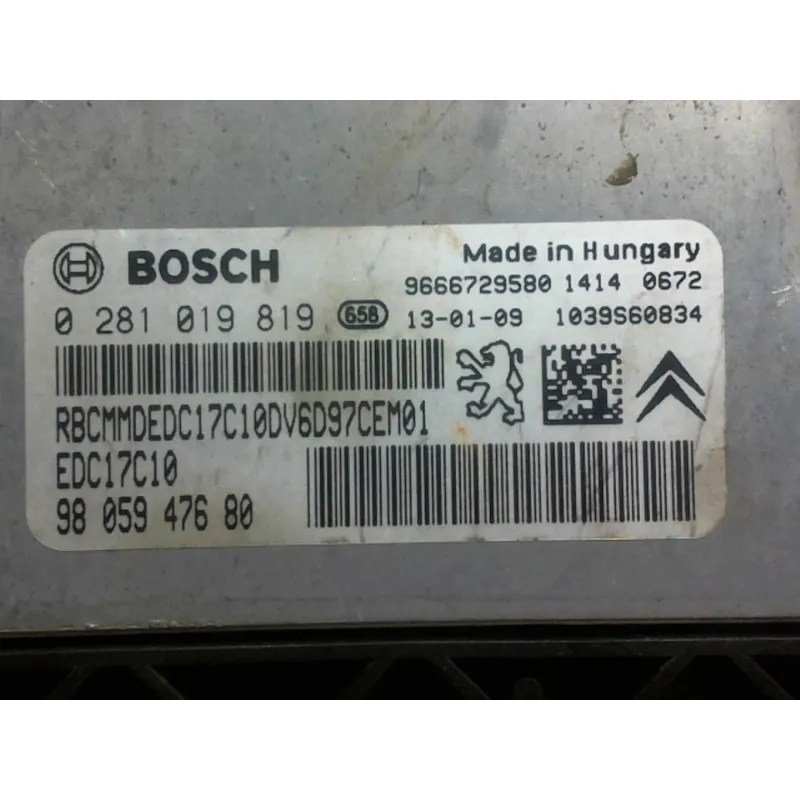 BOSCH
Made in Hungary
9666729580 1414 0672
0 281 019 819 658 13-01-09 1039S60834
RBCMMDEDC17C10DV6D97CEM01
EDC17C10
98 059 476 80